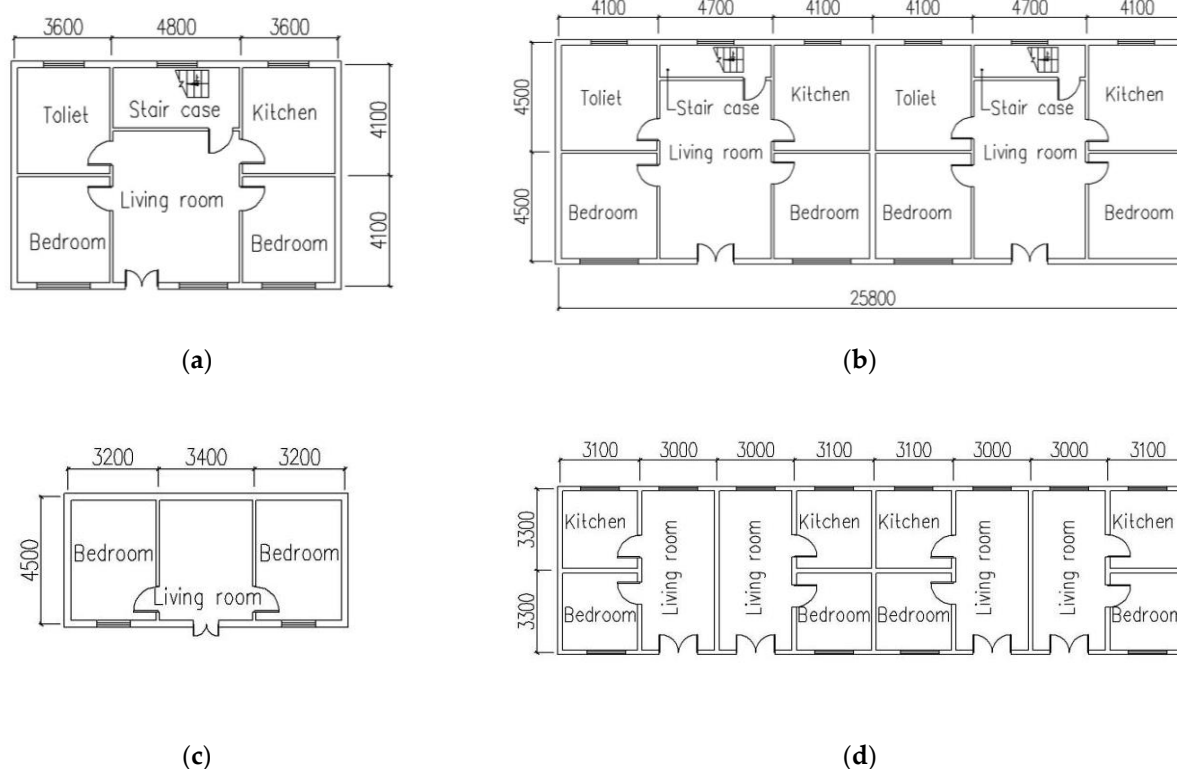 3600 4800 3600
Toliet Stair case Kitchen
4100
Living room
Bedroom Bedroom
4100
(a)
4100 4700 4100 4100 4700 4100
4500
Toliet Stair case Kitchen Toliet Stair case Kitchen
Living room Living room
4500
Bedroom Bedroom Bedroom Bedroom
25800
(b)
3200 3400 3200
4500
Bedroom Bedroom
Living room
(c)
3100 3000 3000 3100 3100 3000 3000 3100
3300
Kitchen Living room Living room Kitchen Kitchen Living room Living room Kitchen
3300
Bedroom Bedroom Bedroom Bedroom
(d)